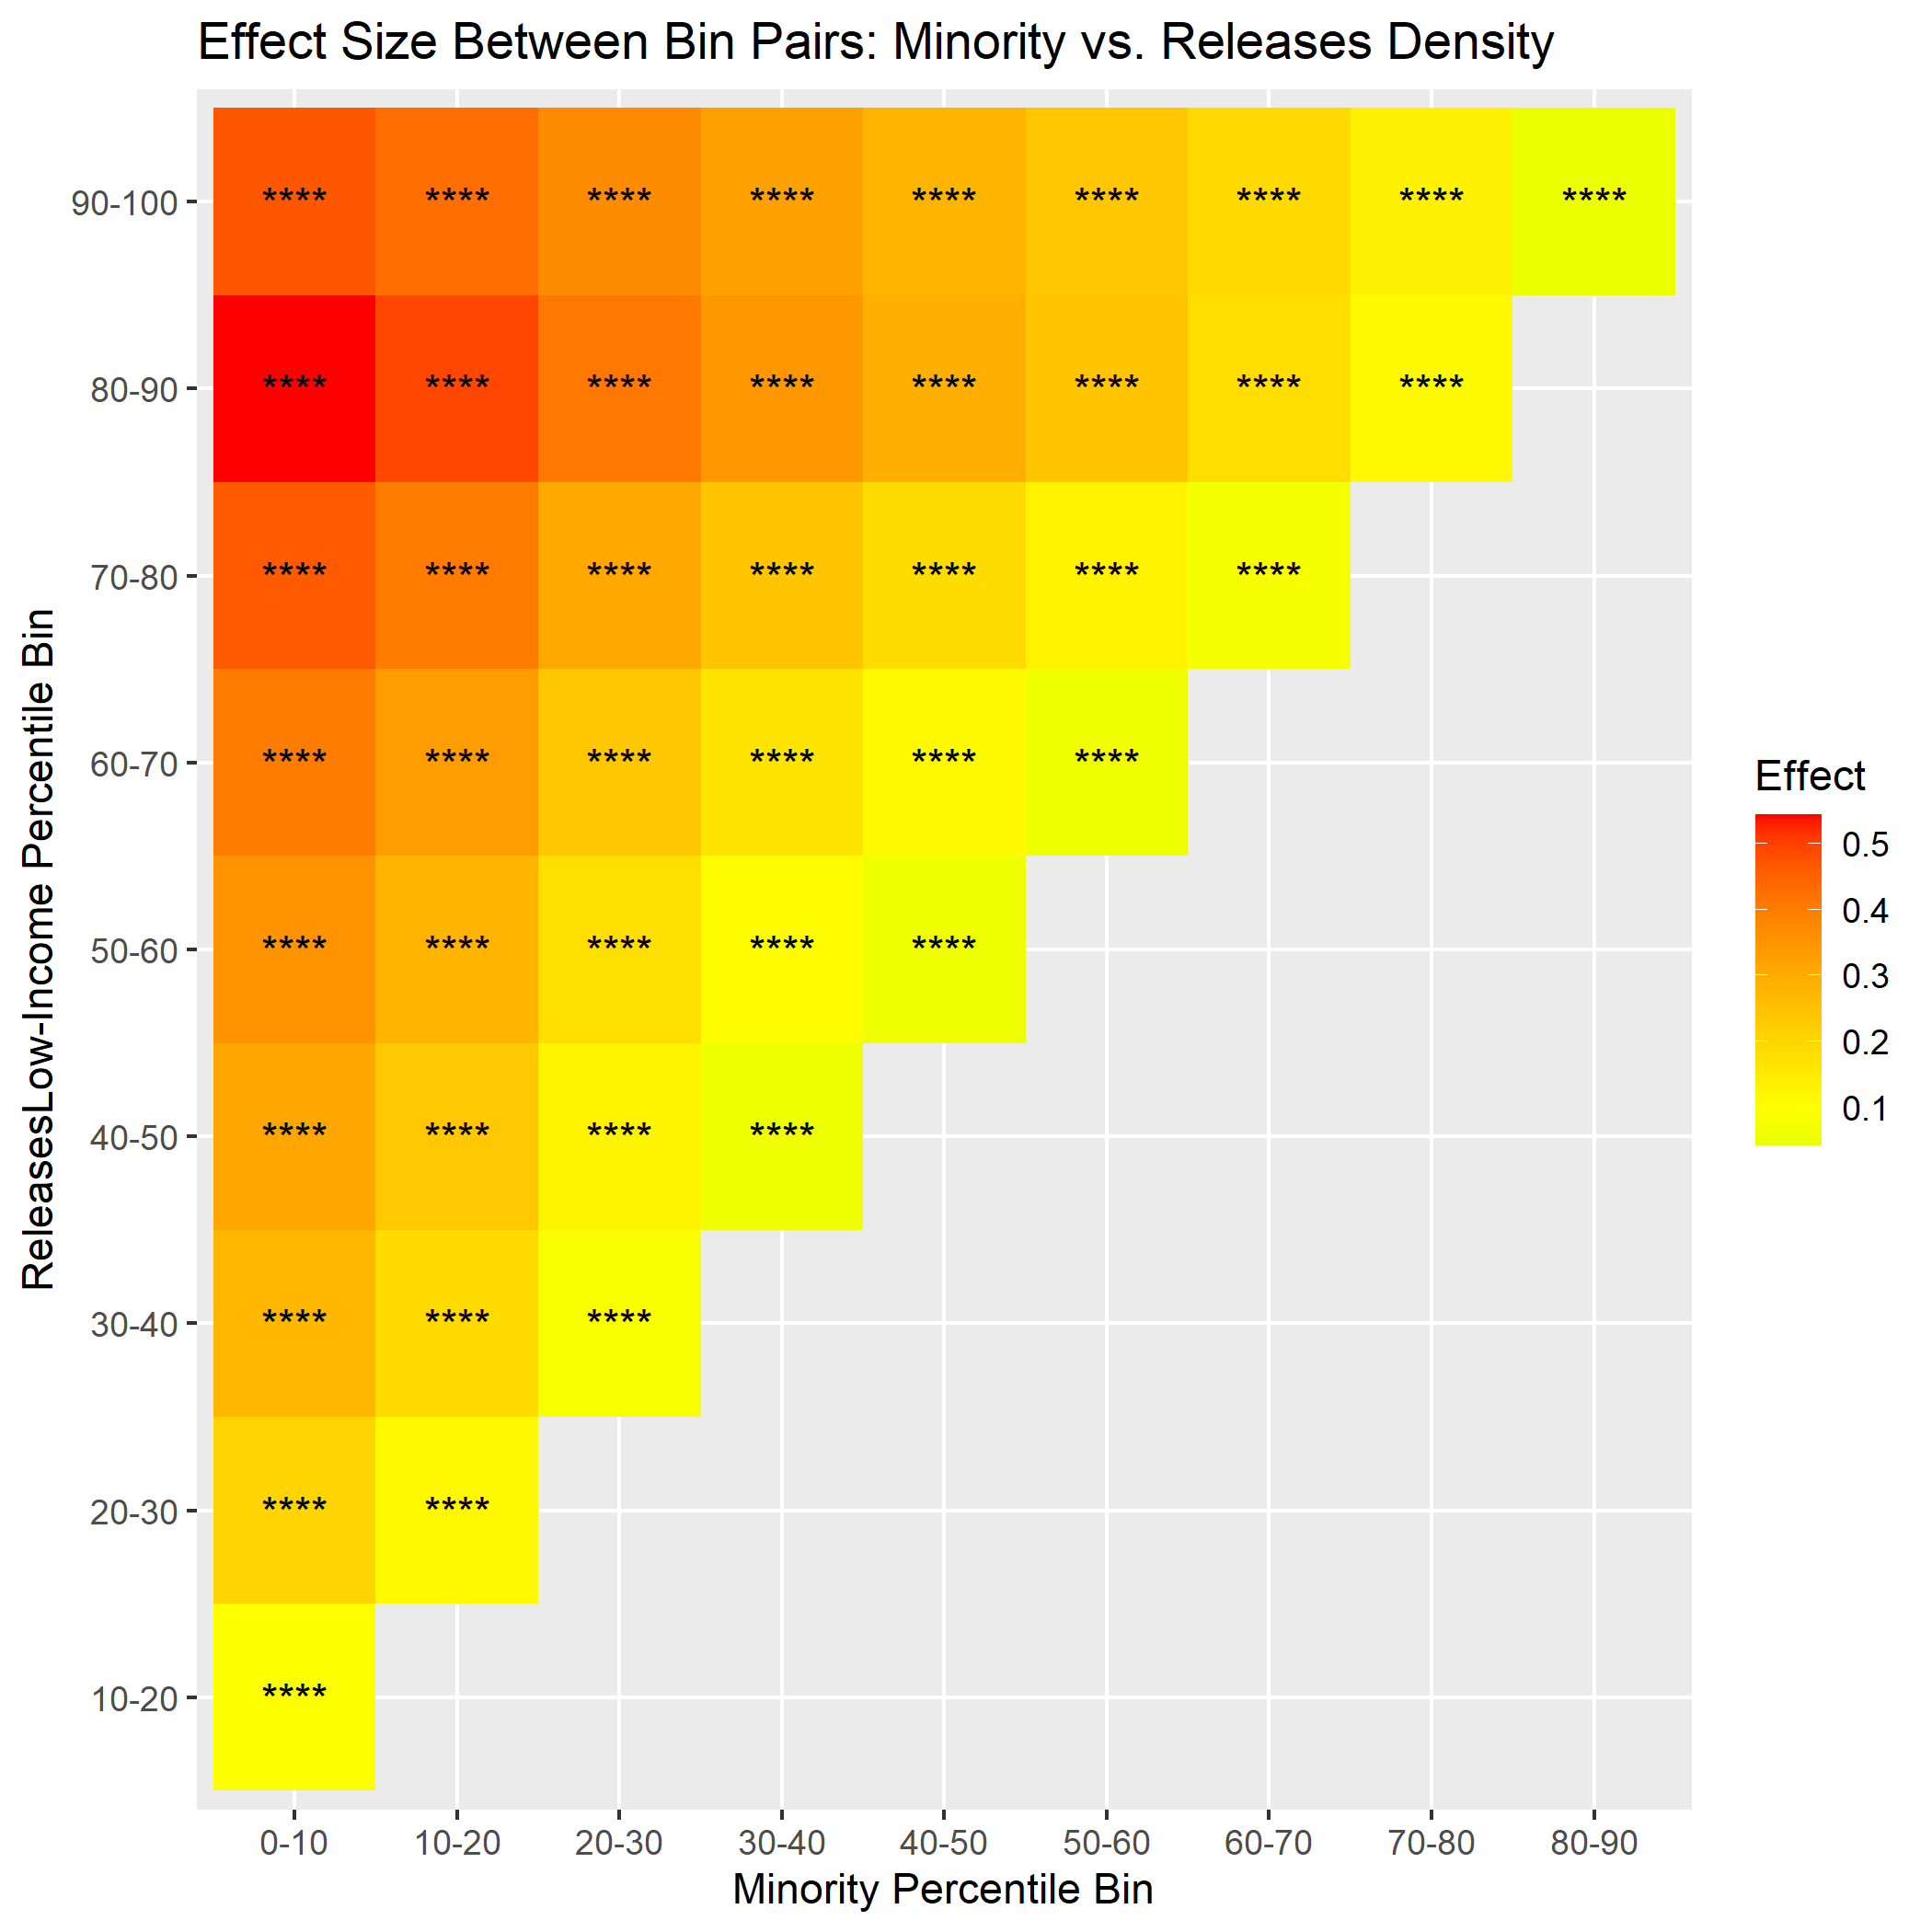 Effect Size Between Bin Pairs: Minority vs. Releases Density
ReleasesLow-Income Percentile Bin
90-100 **** **** **** **** **** **** **** **** ****
80-90 **** **** **** **** **** **** **** ****
70-80 **** **** **** **** **** **** ****
60-70 **** **** **** **** **** ****
50-60 **** **** **** **** ****
40-50 **** **** **** ****
30-40 **** **** ****
20-30 **** ****
10-20 ****
0-10 10-20 20-30 30-40 40-50 50-60 60-70 70-80 80-90
Minority Percentile Bin
Effect
0.5
0.4
0.3
0.2
0.1